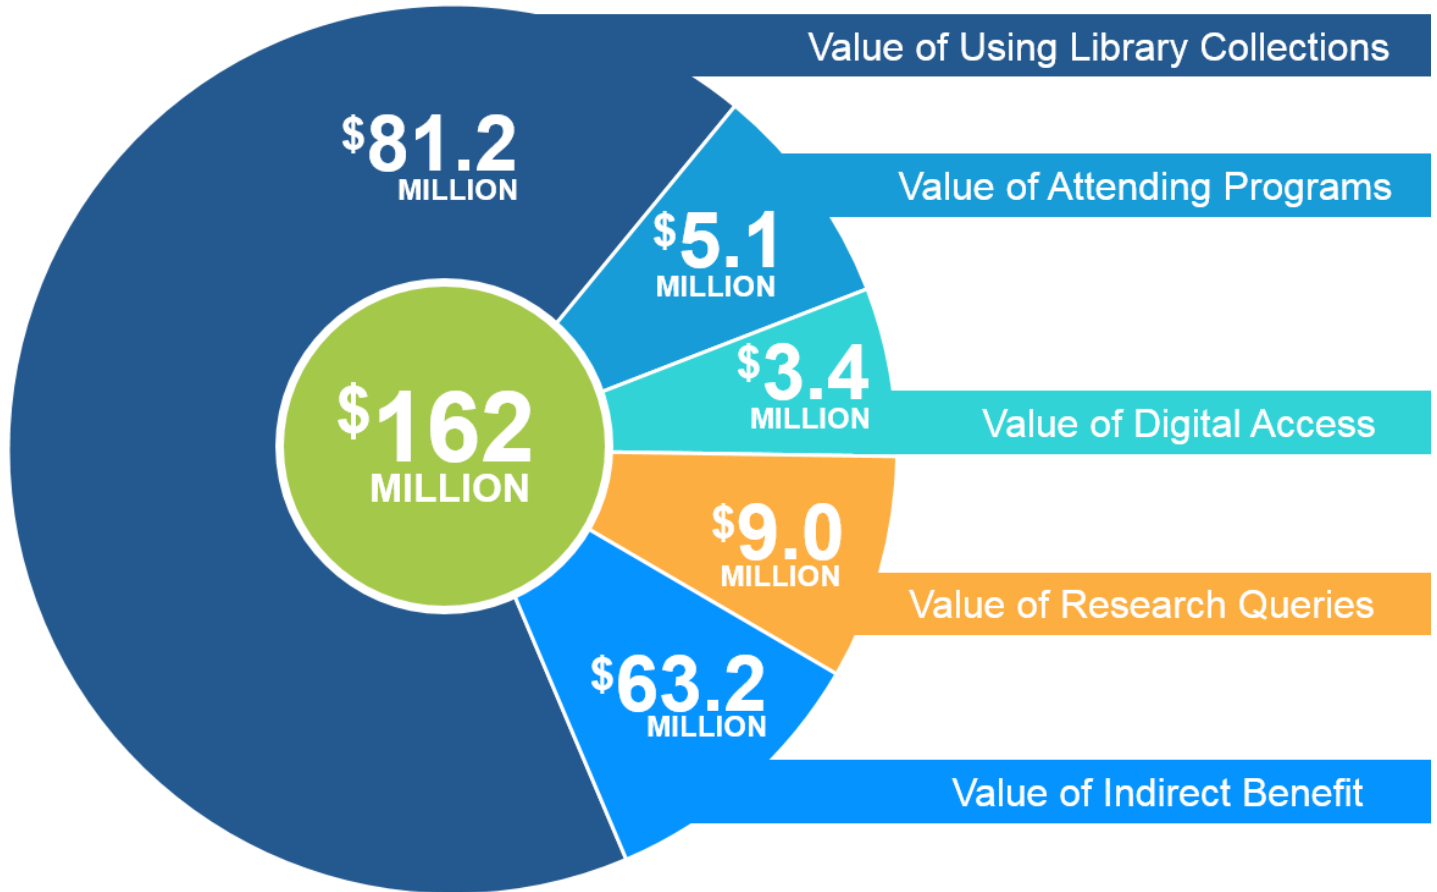 Value of Using Library Collections
$81.2
MILLION
Value of Attending Programs
$5.1
MILLION
$3.4
MILLION
Value of Digital Access
$162
MILLION
$9.0
MILLION
Value of Research Queries
$63.2
MILLION
Value of Indirect Benefit